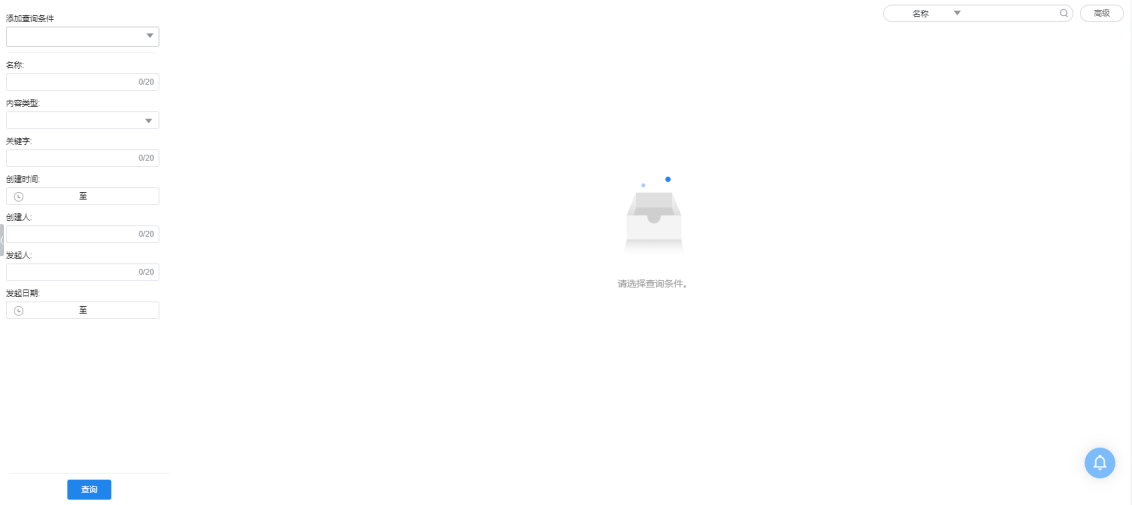 添加查询条件
名称:
0/20
内容类型:
关键字:
0/20
创建时间:
至
创建人:
0/20
发起人:
0/20
发起日期:
至
查询
名称
高级
请选择查询条件。